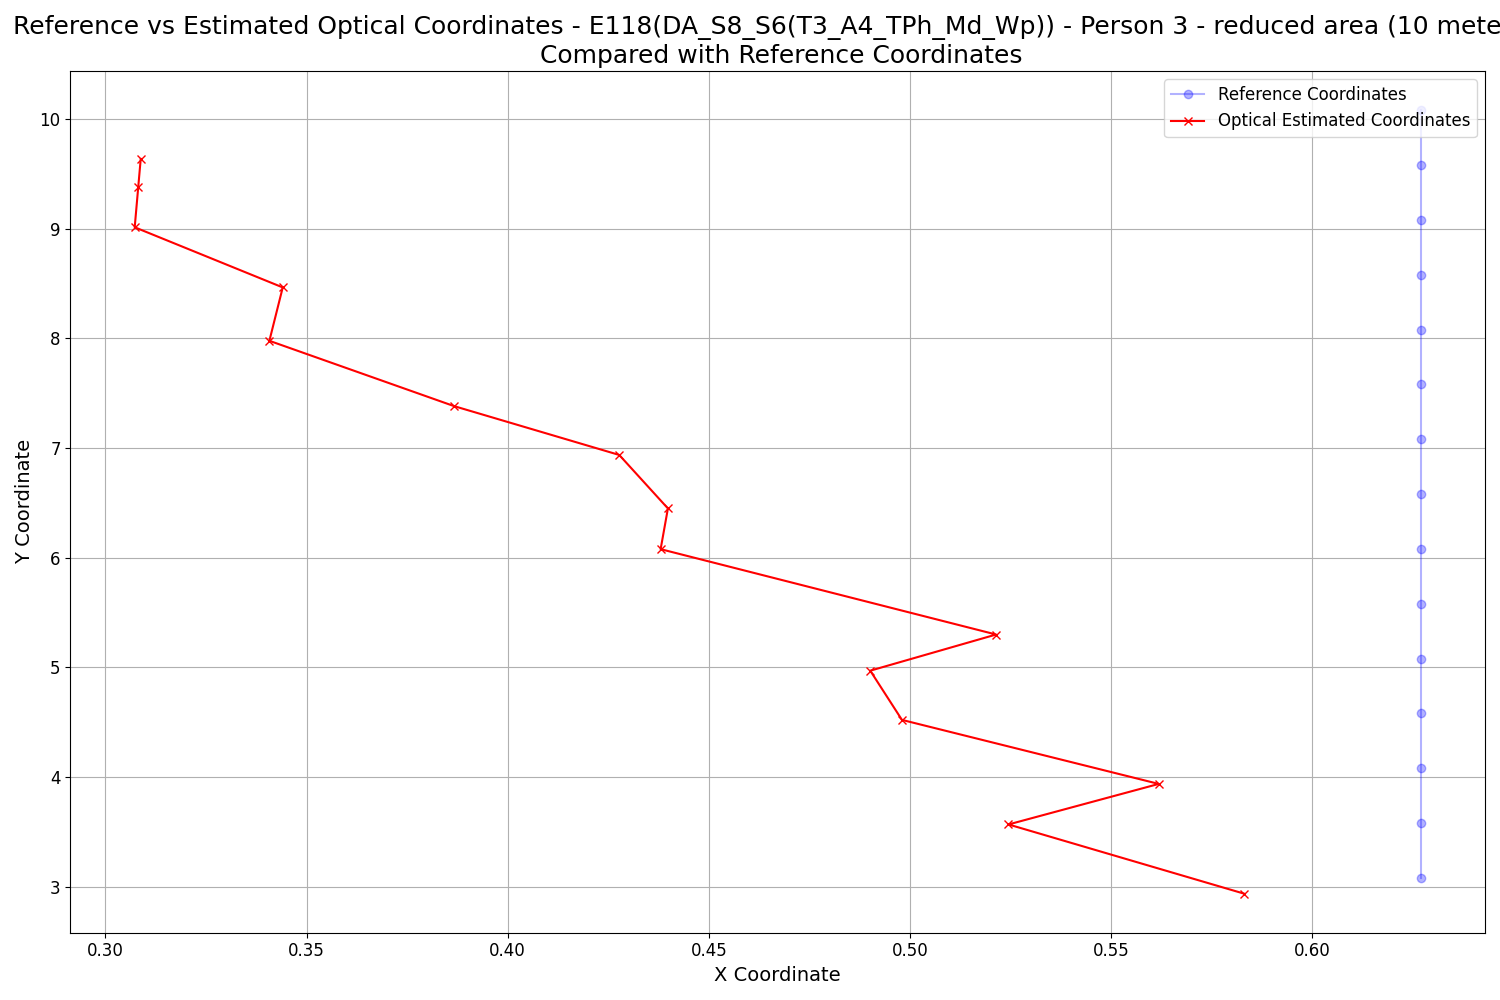 Reference vs Estimated Optical Coordinates - E118(DA_S8_S6(T3_A4_TPh_Md_Wp)) - Person 3 - reduced area (10 mete
Compared with Reference Coordinates
Reference Coordinates
Optical Estimated Coordinates
10
9
8
7
6
5
4
3
Y Coordinate
0.30 0.35 0.40 0.45 0.50 0.55 0.60
X Coordinate